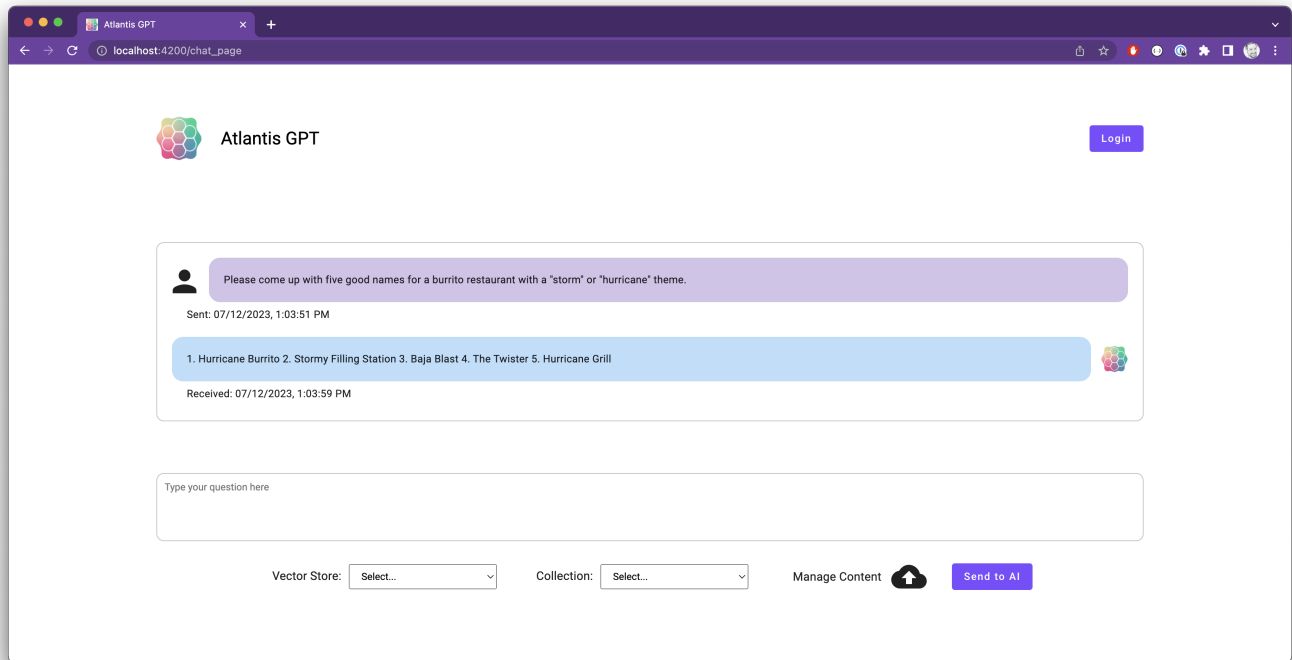 Atlantis GPT
localhost:4200/chat_page
Atlantis GPT
Login
Please come up with five good names for a burrito restaurant with a "storm" or "hurricane" theme.
Sent: 07/12/2023, 1:03:51 PM
1. Hurricane Burrito 2. Stormy Filling Station 3. Baja Blast 4. The Twister 5. Hurricane Grill
Received: 07/12/2023, 1:03:59 PM
Type your question here
Vector Store: Select... Collection: Select... Manage Content Send to AI